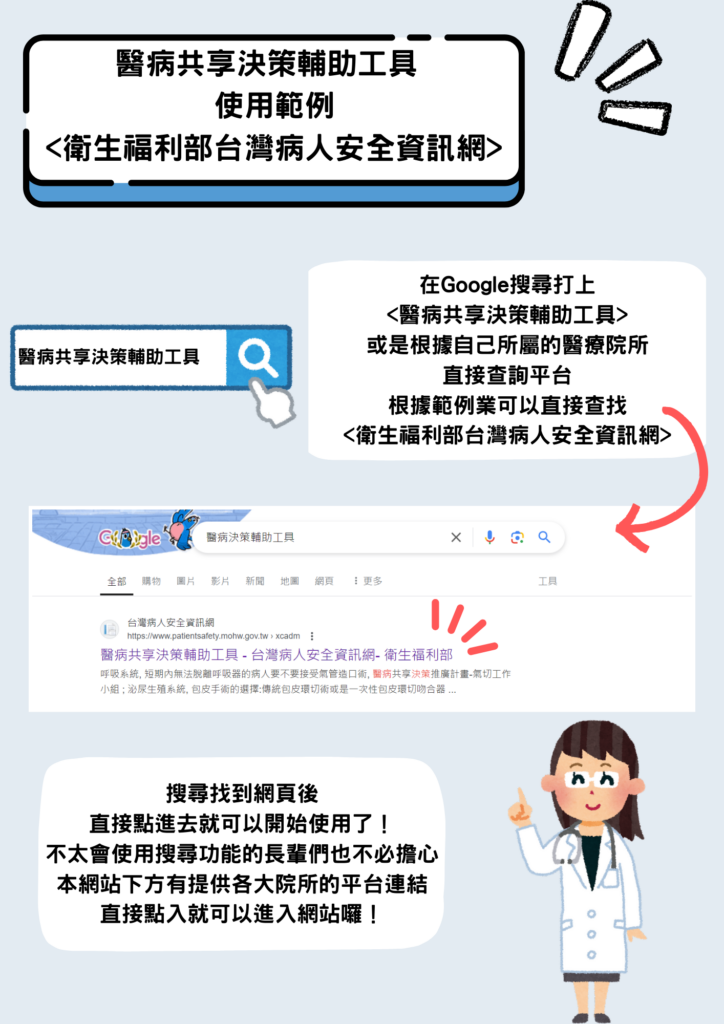 醫病共享決策輔助工具
使用範例
<衛生福利部台灣病人安全資訊網>
在Google搜尋打上
<醫病共享決策輔助工具>
或是根據自己所屬的醫療院所
直接查詢平台
根據範例業可以直接查找
<衛生福利部台灣病人安全資訊網>
醫病共享決策輔助工具
Google
醫病決策輔助工具
全部 購物 圖片 影片 新聞 地圖 網頁 ⋮ 更多 工具
台灣病人安全資訊網
https://www.patientsafety.mohw.gov.tw › xcadm ⋮
醫病共享決策輔助工具 - 台灣病人安全資訊網- 衛生福利部
呼吸系統, 短期內無法脫離呼吸器的病人要不要接受氣管造口術, 醫病共享決策推廣計畫-氣切工作
小組 ; 泌尿生殖系統, 包皮手術的選擇:傳統包皮環切術或是一次性包皮環切吻合器 ...
搜尋找到網頁後
直接點進去就可以開始使用了！
不太會使用搜尋功能的長輩們也不必擔心
本網站下方有提供各大院所的平台連結
直接點入就可以進入網站囉！